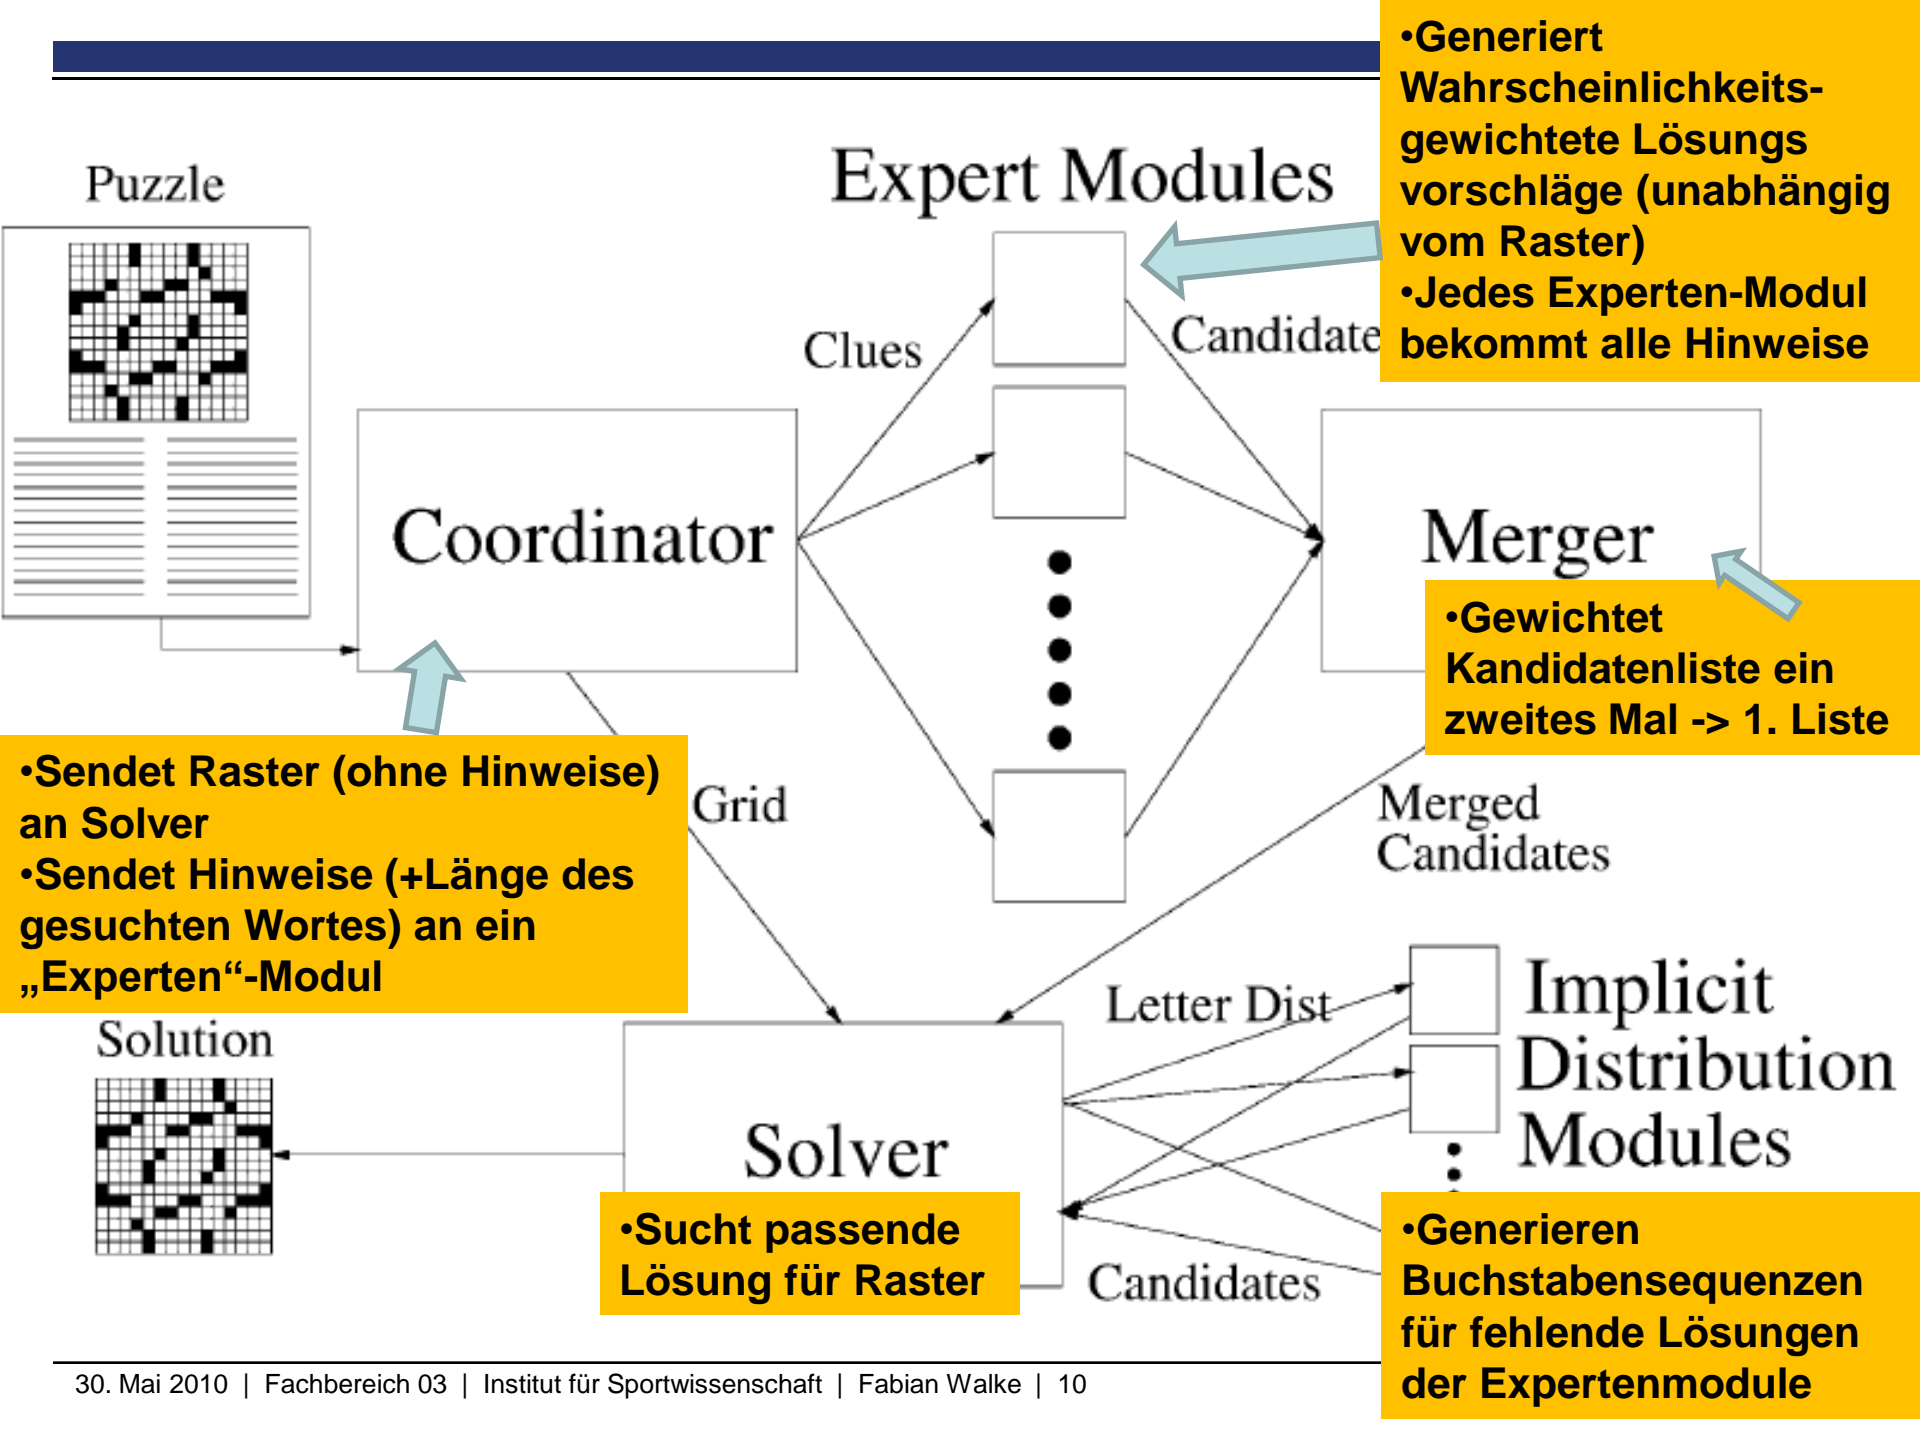 •Generiert
Wahrscheinlichkeits-
gewichtete Lösungs
vorschläge (unabhängig
vom Raster)
•Jedes Experten-Modul
bekommt alle Hinweise
Puzzle
Expert Modules
Clues
Candidate
Coordinator
Merger
•Gewichtet
Kandidatenliste ein
zweites Mal -> 1. Liste
•Sendet Raster (ohne Hinweise)
an Solver
•Sendet Hinweise (+Länge des
gesuchten Wortes) an ein
„Experten“-Modul
Grid
Merged
Candidates
Solution
Letter Dist
Implicit
Distribution
Modules
Solver
•Sucht passende
Lösung für Raster
Candidates
•Generieren
Buchstabensequenzen
für fehlende Lösungen
der Expertenmodule
30. Mai 2010 | Fachbereich 03 | Institut für Sportwissenschaft | Fabian Walke | 10